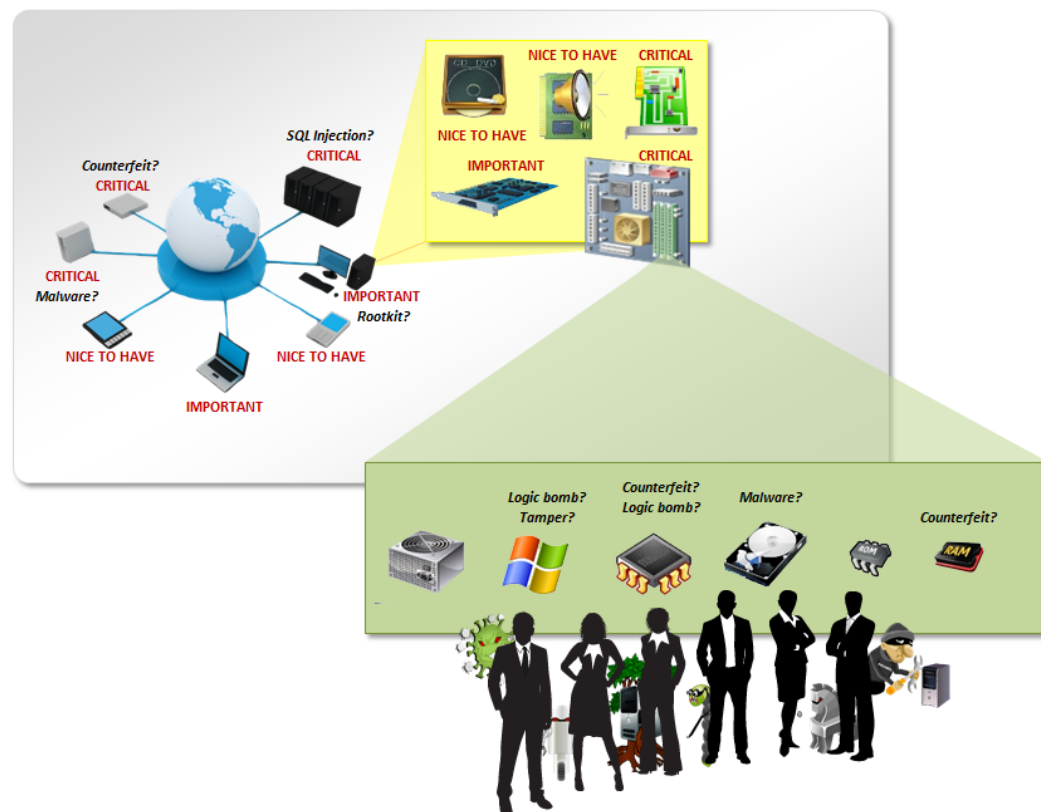 CD DVD
NICE TO HAVE
CRITICAL
NICE TO HAVE
IMPORTANT
CRITICAL
SQL Injection?
CRITICAL
Counterfeit?
CRITICAL
CRITICAL
Malware?
IMPORTANT
Rootkit?
NICE TO HAVE
NICE TO HAVE
IMPORTANT
Logic bomb?
Tamper?
Counterfeit?
Logic bomb?
Malware?
Counterfeit?
ROM
RAM